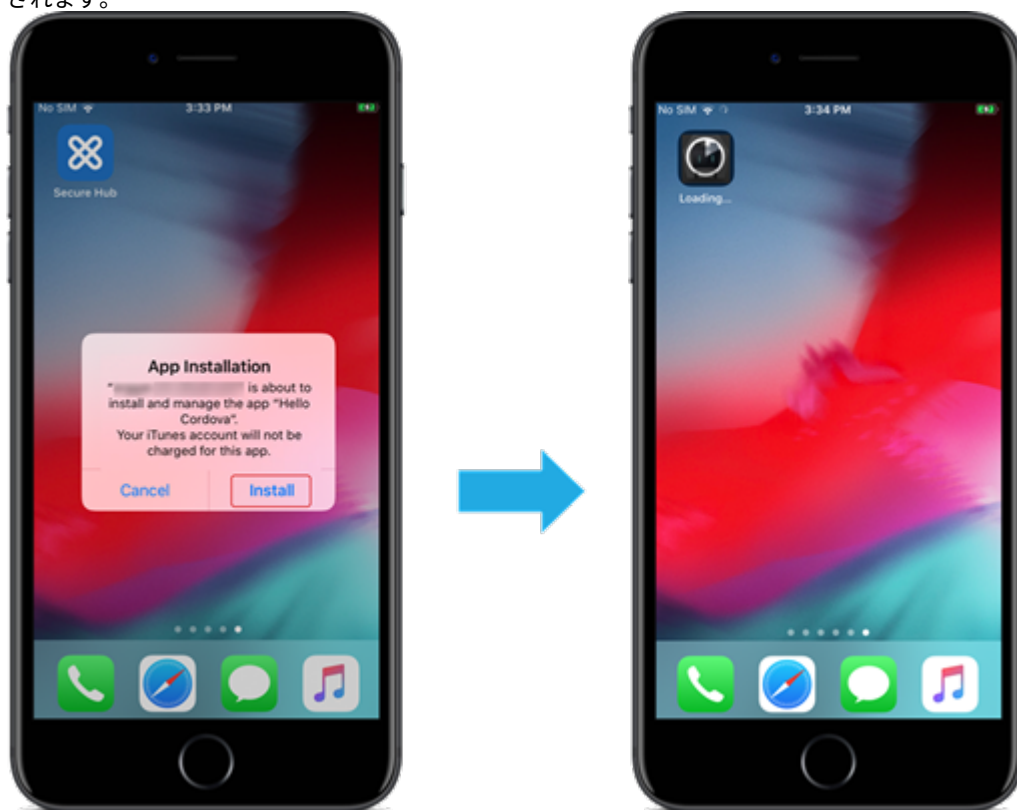 されます。
No SIM
3:33 PM
Secure Hub
App Installation
" is about to
install and manage the app "Hello
Cordova".
Your iTunes account will not be
charged for this app.
Cancel
Install
No SIM
3:34 PM
Loading...